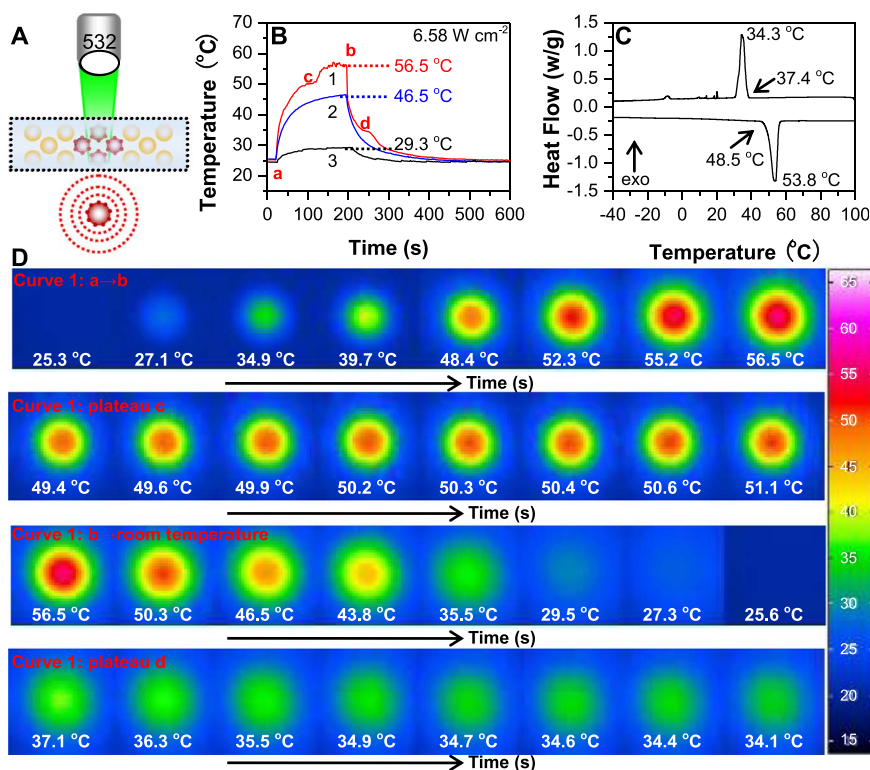 A
532
B
6.58 W cm⁻²
b
56.5 °C
c
1
46.5 °C
2
d
29.3 °C
3
a
70
60
50
40
30
20
0 100 200 300 400 500 600
Temperature (°C)
Time (s)
C
34.3 °C
37.4 °C
48.5 °C
53.8 °C
exo
1.5
1.0
0.5
0.0
-0.5
-1.0
-1.5
-40 -20 0 20 40 60 80 100
Heat Flow (w/g)
Temperature (°C)
D
Curve 1: a→b
25.3 °C 27.1 °C 34.9 °C 39.7 °C 48.4 °C 52.3 °C 55.2 °C 56.5 °C
Time (s)
Curve 1: plateau c
49.4 °C 49.6 °C 49.9 °C 50.2 °C 50.3 °C 50.4 °C 50.6 °C 51.1 °C
Time (s)
Curve 1: b→room temperature
56.5 °C 50.3 °C 46.5 °C 43.8 °C 35.5 °C 29.5 °C 27.3 °C 25.6 °C
Time (s)
Curve 1: plateau d
37.1 °C 36.3 °C 35.5 °C 34.9 °C 34.7 °C 34.6 °C 34.4 °C 34.1 °C
Time (s)
65
60
55
50
45
40
35
30
25
20
15